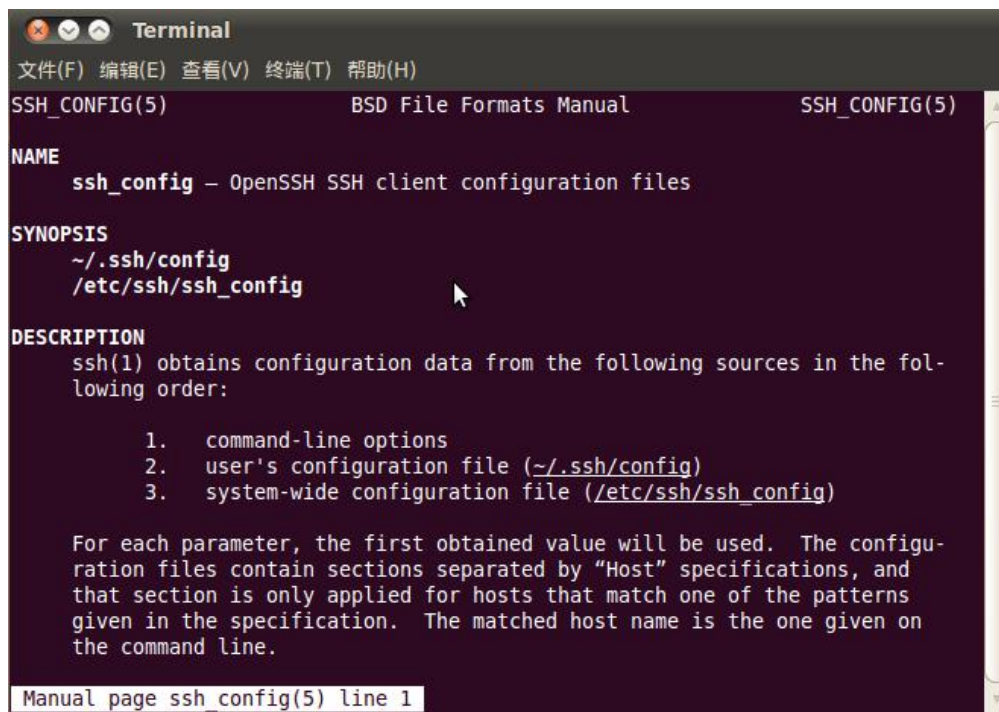 Terminal
文件(F) 编辑(E) 查看(V) 终端(T) 帮助(H)
SSH_CONFIG(5) BSD File Formats Manual SSH_CONFIG(5)
NAME
ssh_config — OpenSSH SSH client configuration files
SYNOPSIS
~/.ssh/config
/etc/ssh/ssh_config
DESCRIPTION
ssh(1) obtains configuration data from the following sources in the fol-
lowing order:
1. command-line options
2. user's configuration file (~/.ssh/config)
3. system-wide configuration file (/etc/ssh/ssh_config)
For each parameter, the first obtained value will be used. The configu-
ration files contain sections separated by “Host” specifications, and
that section is only applied for hosts that match one of the patterns
given in the specification. The matched host name is the one given on
the command line.
Manual page ssh_config(5) line 1